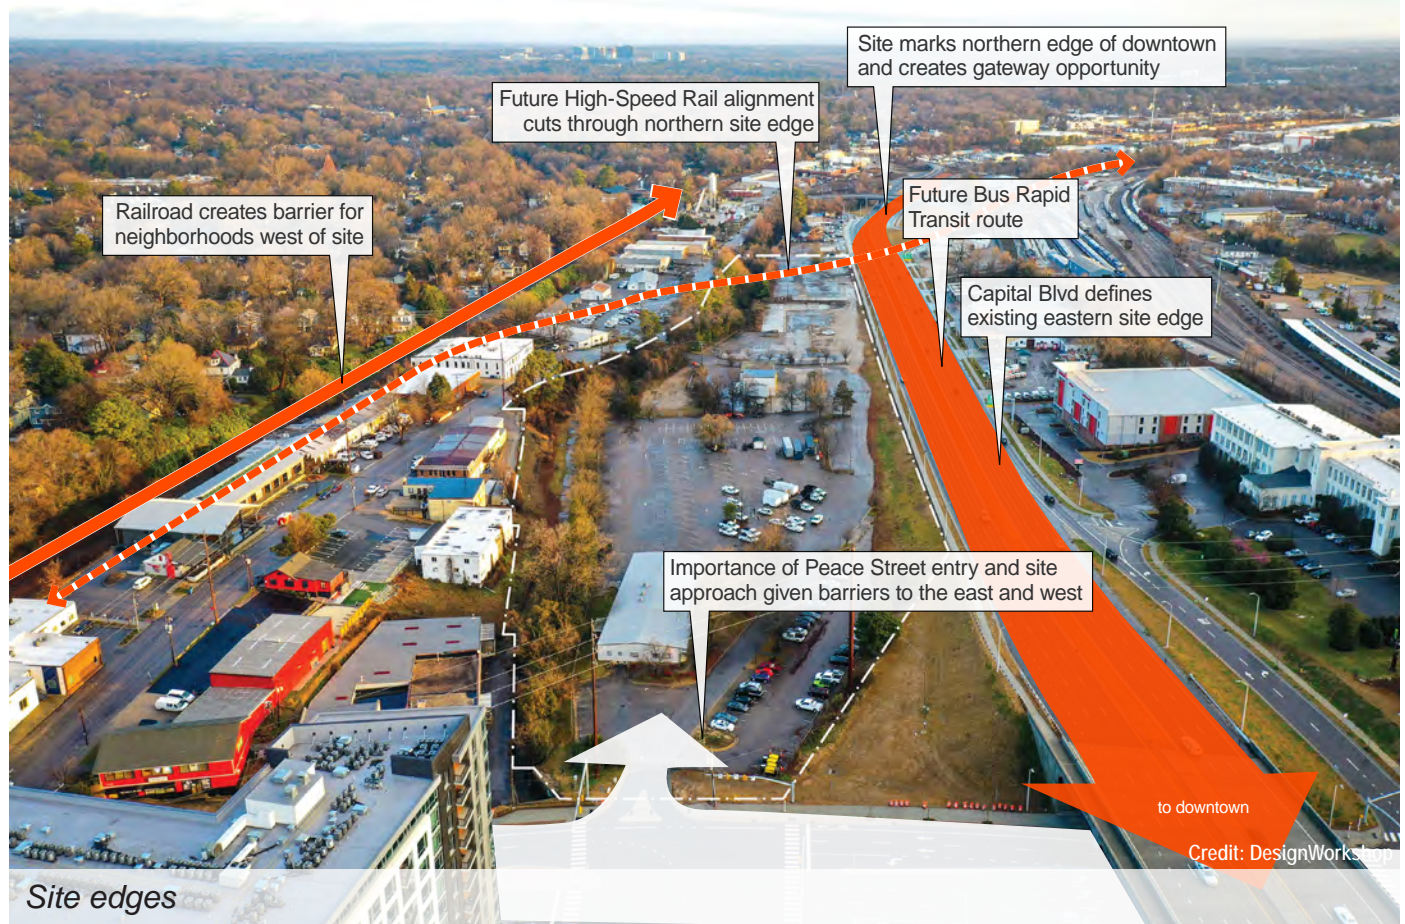 Site marks northern edge of downtown
and creates gateway opportunity
Future High-Speed Rail alignment
cuts through northern site edge
Railroad creates barrier for
neighborhoods west of site
Future Bus Rapid
Transit route
Capital Blvd defines
existing eastern site edge
Importance of Peace Street entry and site
approach given barriers to the east and west
to downtown
Credit: DesignWorkshop
Site edges